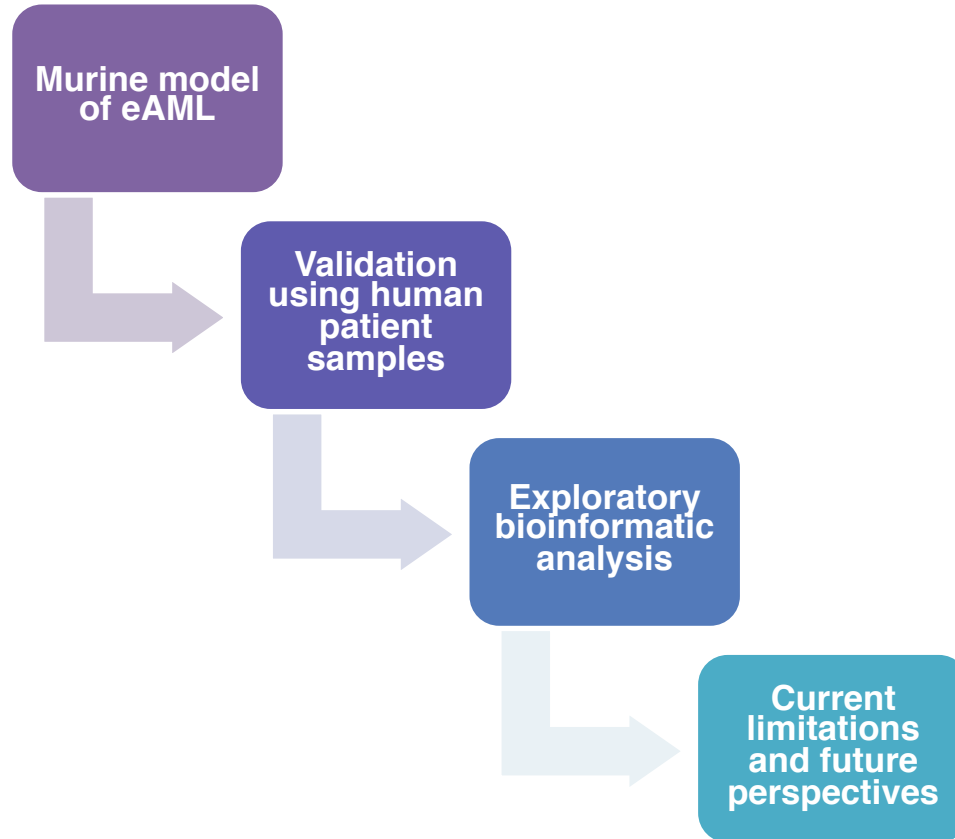 Murine model
of eAML
Validation
using human
patient
samples
Exploratory
bioinformatic
analysis
Current
limitations
and future
perspectives